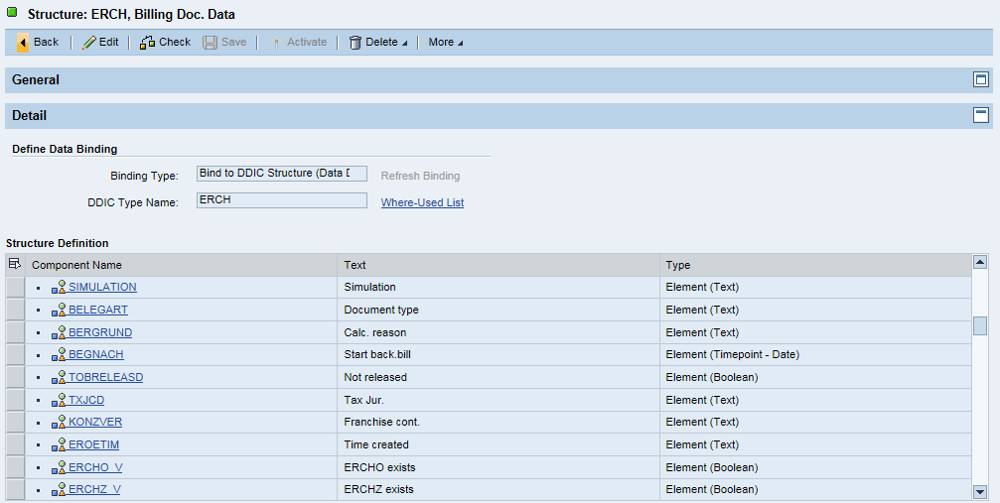 Structure: ERCH, Billing Doc. Data
Back Edit Check Save Activate Delete More
General
Detail
Define Data Binding
Binding Type: Bind to DDIC Structure (Data D Refresh Binding
DDIC Type Name: ERCH Where-Used List
Structure Definition
Component Name Text Type
SIMULATION Simulation Element (Text)
BELEGART Document type Element (Text)
BERGRUND Calc. reason Element (Text)
BEGNACH Start back.bill Element (Timepoint - Date)
TOBRELEASD Not released Element (Boolean)
TXJCD Tax Jur. Element (Text)
KONZVER Franchise cont. Element (Text)
EROETIM Time created Element (Text)
ERCHO_V ERCHO exists Element (Boolean)
ERCHZ_V ERCHZ exists Element (Boolean)